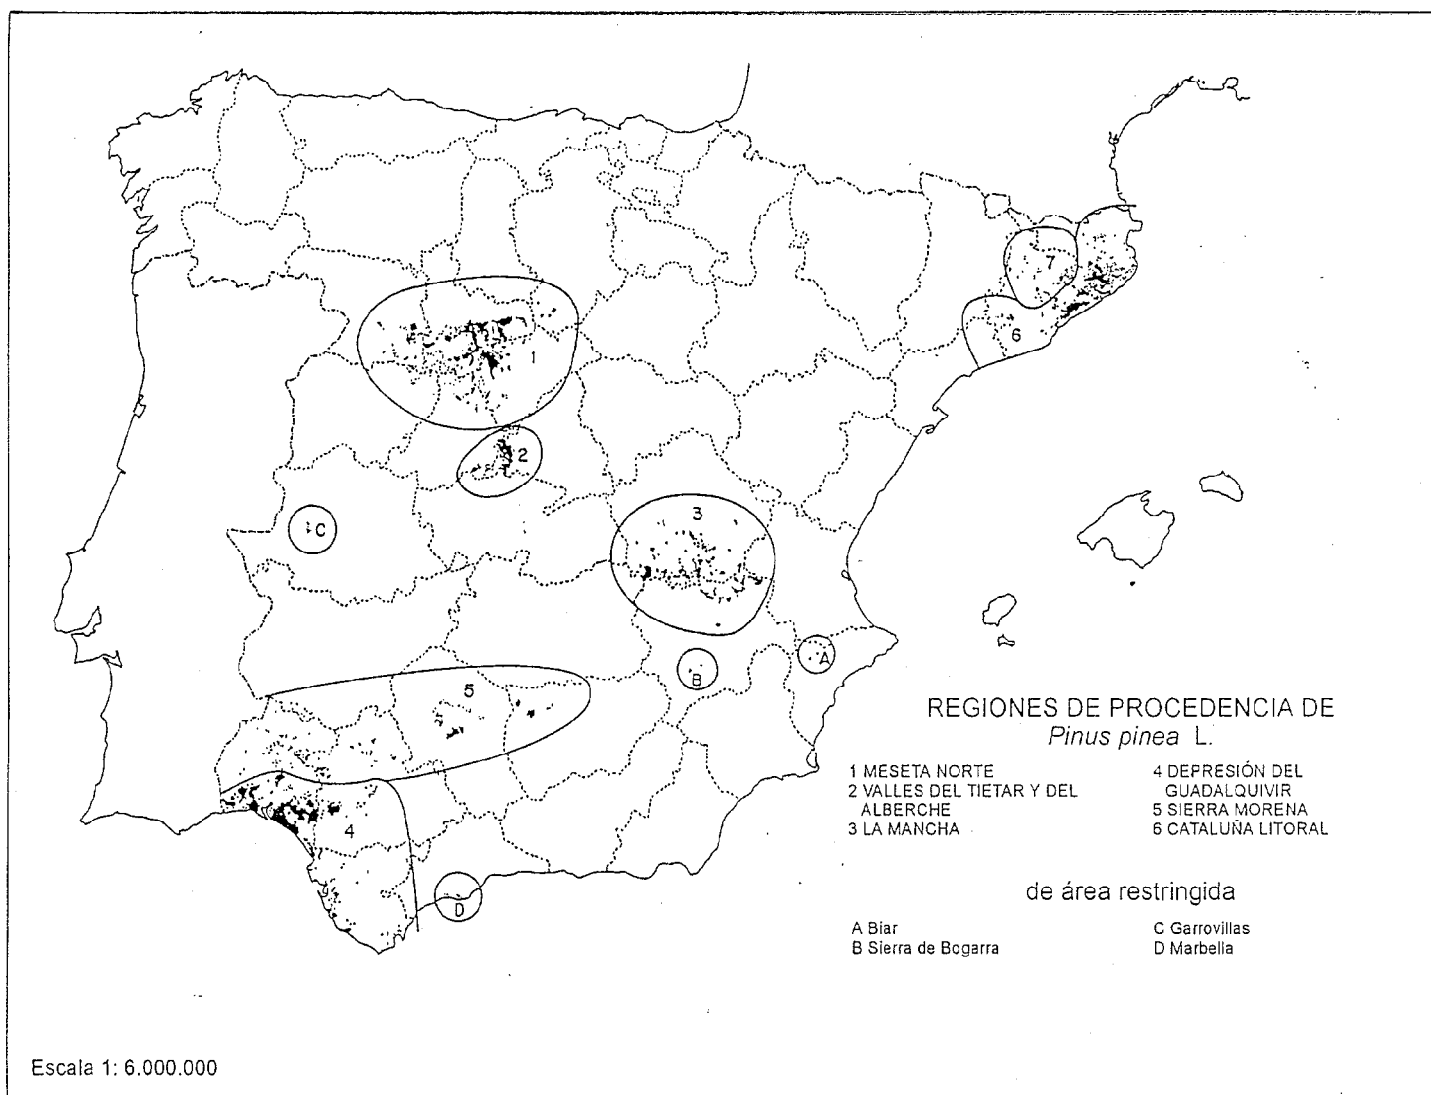 7
6
1
2
C
3
A
B
5
4
D
REGIONES DE PROCEDENCIA DE
Pinus pinea L.
1 MESETA NORTE
2 VALLES DEL TIETAR Y DEL
ALBERCHE
3 LA MANCHA
4 DEPRESIÓN DEL
GUADALQUIVIR
5 SIERRA MORENA
6 CATALUÑA LITORAL
de área restringida
A Biar
B Sierra de Bogarra
C Garrovillas
D Marbella
Escala 1: 6.000.000